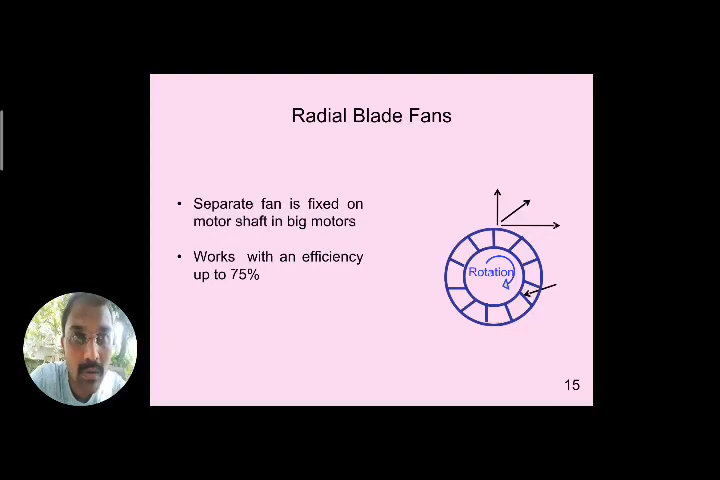 Radial Blade Fans
• Separate fan is fixed on
motor shaft in big motors
• Works with an efficiency
up to 75%
Rotation
15